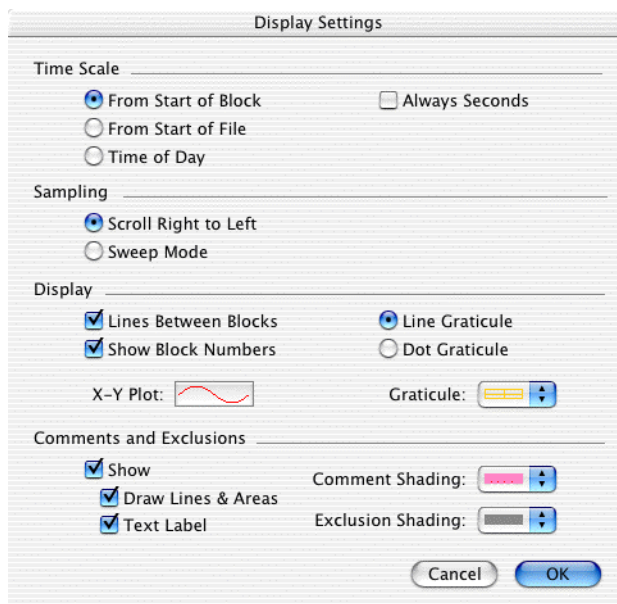 Display Settings
Time Scale
From Start of Block
Always Seconds
From Start of File
Time of Day
Sampling
Scroll Right to Left
Sweep Mode
Display
Lines Between Blocks
Line Graticule
Show Block Numbers
Dot Graticule
X-Y Plot:
Graticule:
Comments and Exclusions
Show
Comment Shading:
Draw Lines & Areas
Text Label
Exclusion Shading:
Cancel
OK